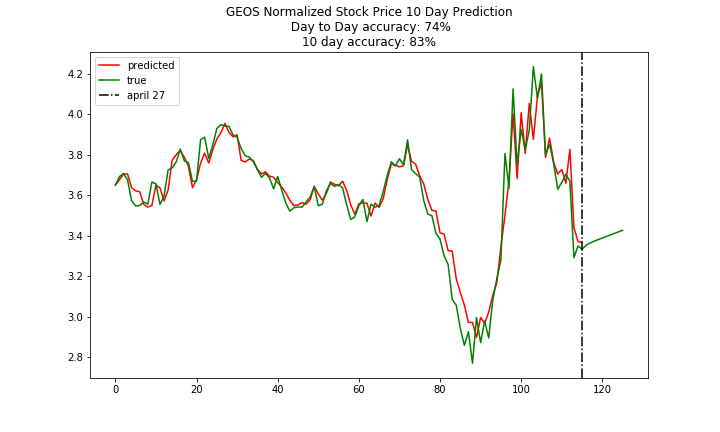 GEOS Normalized Stock Price 10 Day Prediction
Day to Day accuracy: 74%
10 day accuracy: 83%
predicted
true
april 27
4.2
4.0
3.8
3.6
3.4
3.2
3.0
2.8
0 20 40 60 80 100 120